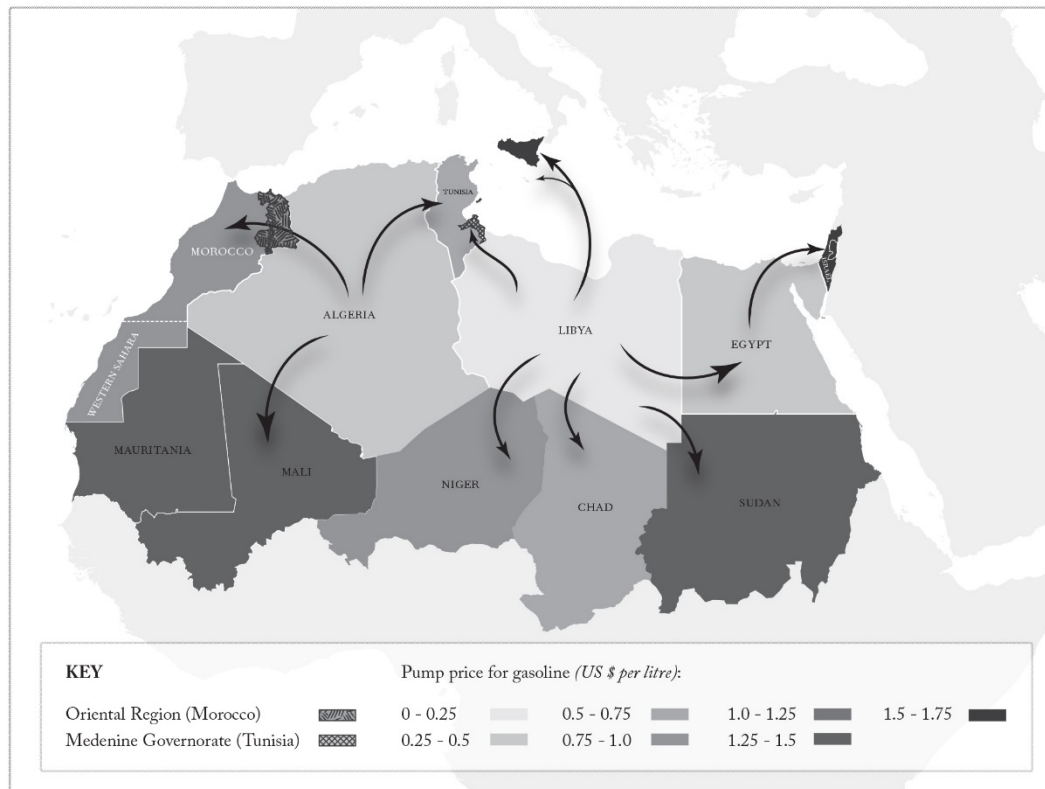 TUNISIA
MOROCCO
ALGERIA
LIBYA
EGYPT
ISRAEL
WESTERN SAHARA
MAURITANIA
MALI
NIGER
CHAD
SUDAN
KEY
Pump price for gasoline (US $ per litre):
Oriental Region (Morocco)
0 - 0.25
0.5 - 0.75
1.0 - 1.25
1.5 - 1.75
Medenine Governorate (Tunisia)
0.25 - 0.5
0.75 - 1.0
1.25 - 1.5